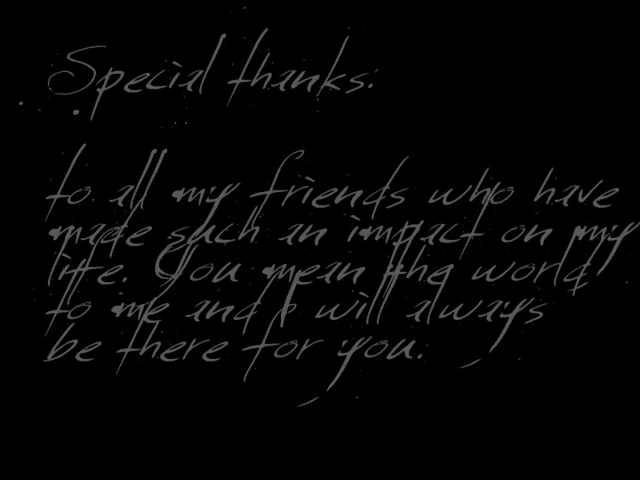 Special thanks:
to all my friends who have
made such an impact on my
life. You mean the world
to me and I will always
be there for you.